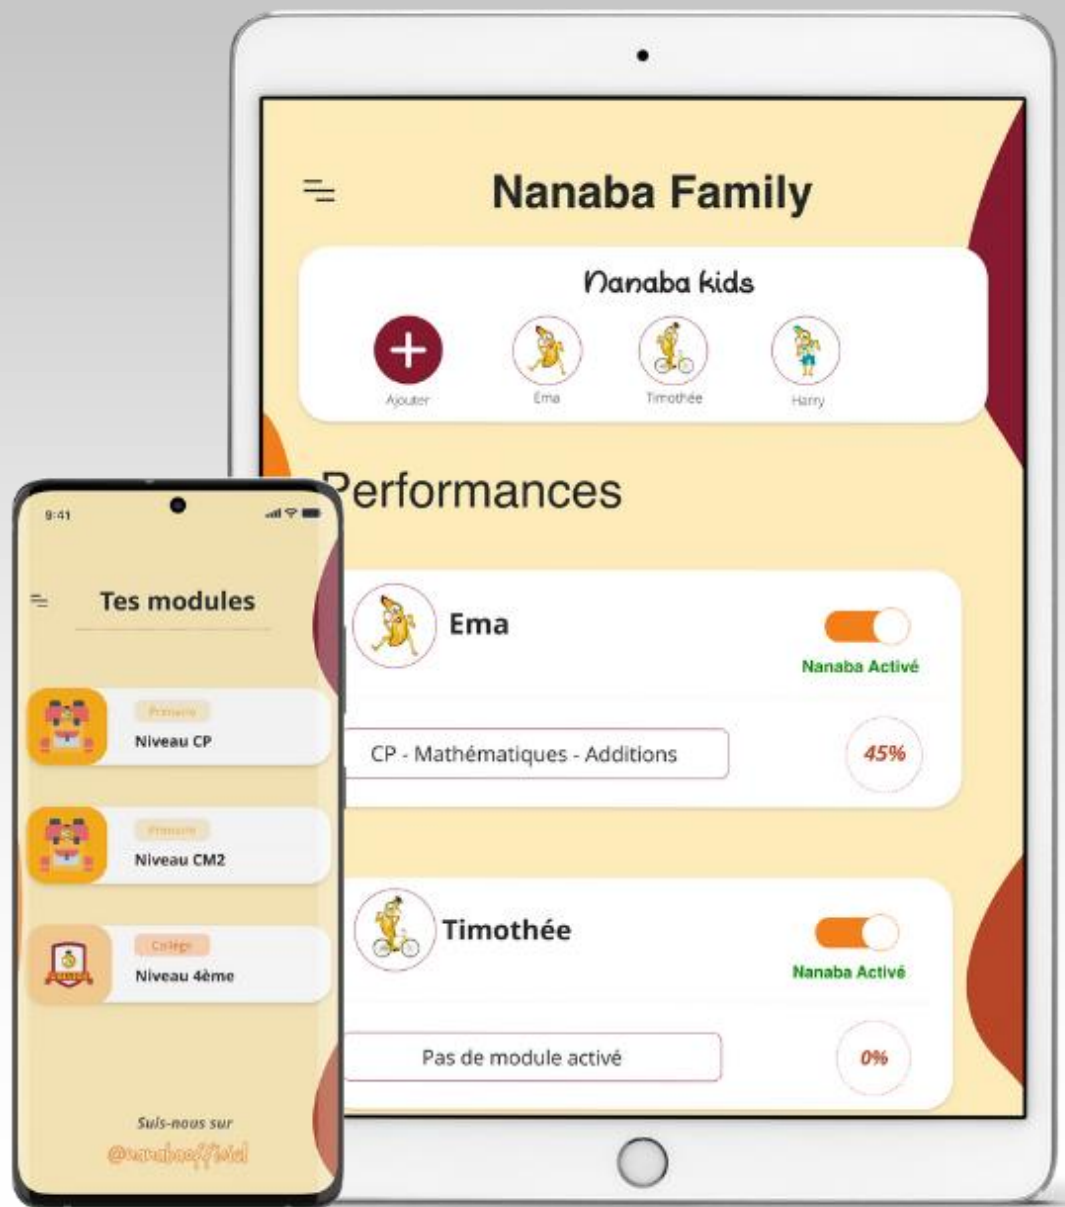 Nanaba Family
Nanaba kids
Ajouter
Ema
Timothée
Harry
Performances
Ema
Nanaba Activé
CP - Mathématiques - Additions
45%
Timothée
Nanaba Activé
Pas de module activé
0%
9:41
Tes modules
Primaire
Niveau CP
Primaire
Niveau CM2
Collège
Niveau 4ème
Suis-nous sur
@nanabaofficiel